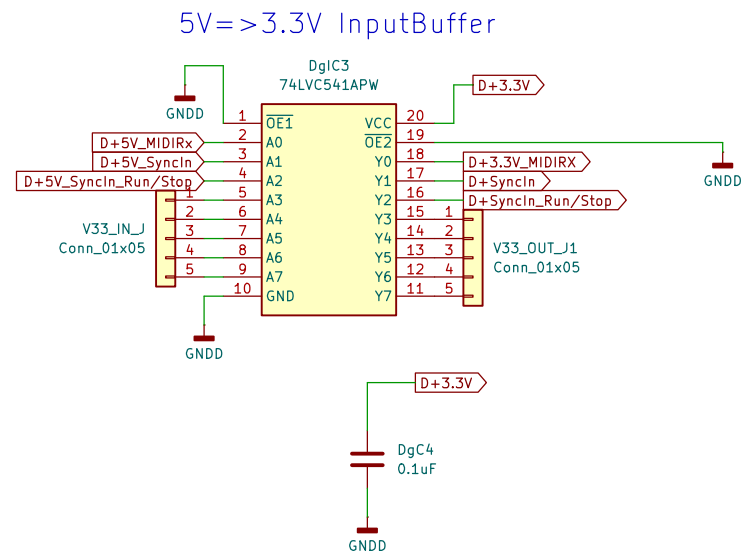 5V=>3.3V InputBuffer
DgIC3
74LVC541APW
D+3.3V
GNDD
1 OE1 VCC 20
2 A0 OE2 19
D+5V_MIDIRx
3 A1 Y0 18 D+3.3V_MIDIRX
D+5V_SyncIn
4 A2 Y1 17 D+SyncIn
GNDD
D+5V_SyncIn_Run/Stop
1 5 A3 Y2 16 D+SyncIn_Run/Stop
2 6 A4 Y3 15 1
V33_IN_J
3 7 A5 Y4 14 2
Conn_01x05
V33_OUT_J1
4 8 A6 Y5 13 3
Conn_01x05
5 9 A7 Y6 12 4
10 GND Y7 11 5
GNDD
D+3.3V
DgC4
0.1uF
GNDD